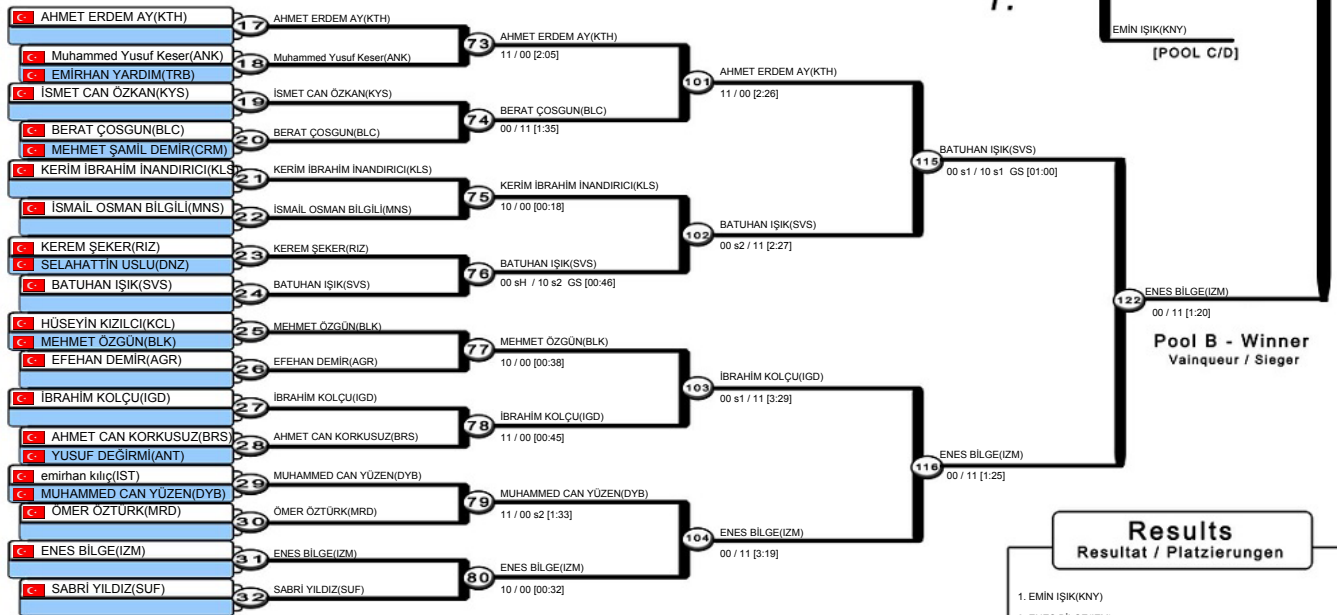 AHMET ERDEM AY(KTH)
Muhammed Yusuf Keser(ANK)
EMİRHAN YARDIM(TRB)
İSMET CAN ÖZKAN(KYS)
BERAT ÇOSGUN(BLC)
MEHMET ŞAMİL DEMİR(CRM)
KERİM İBRAHİM İNANDIRICI(KLS)
İSMAİL OSMAN BİLGİLİ(MNS)
KEREM ŞEKER(RIZ)
SELAHATTİN USLU(DNZ)
BATUHAN IŞIK(SVS)
HÜSEYİN KIZILCI(KCL)
MEHMET ÖZGÜN(BLK)
EFEHAN DEMİR(AGR)
İBRAHİM KOLÇU(IGD)
AHMET CAN KORKUSUZ(BRS)
YUSUF DEĞİRMİ(ANT)
emirhan kılıç(IST)
MUHAMMED CAN YÜZEN(DYB)
ÖMER ÖZTÜRK(MRD)
ENES BİLGE(IZM)
SABRİ YILDIZ(SUF)
17 AHMET ERDEM AY(KTH)
18 Muhammed Yusuf Keser(ANK)
19 İSMET CAN ÖZKAN(KYS)
20 BERAT ÇOSGUN(BLC)
21 KERİM İBRAHİM İNANDIRICI(KLS)
22 İSMAİL OSMAN BİLGİLİ(MNS)
23 KEREM ŞEKER(RIZ)
24 BATUHAN IŞIK(SVS)
25 MEHMET ÖZGÜN(BLK)
26 EFEHAN DEMİR(AGR)
27 İBRAHİM KOLÇU(IGD)
28 AHMET CAN KORKUSUZ(BRS)
29 MUHAMMED CAN YÜZEN(DYB)
30 ÖMER ÖZTÜRK(MRD)
31 ENES BİLGE(IZM)
32 SABRİ YILDIZ(SUF)
73 AHMET ERDEM AY(KTH)
11 / 00 [2:05]
74 BERAT ÇOSGUN(BLC)
00 / 11 [1:35]
75 KERİM İBRAHİM İNANDIRICI(KLS)
10 / 00 [00:18]
76 BATUHAN IŞIK(SVS)
00 sH / 10 s2 GS [00:46]
77 MEHMET ÖZGÜN(BLK)
10 / 00 [00:38]
78 İBRAHİM KOLÇU(IGD)
11 / 00 [00:45]
79 MUHAMMED CAN YÜZEN(DYB)
11 / 00 s2 [1:33]
80 ENES BİLGE(IZM)
10 / 00 [00:32]
101 AHMET ERDEM AY(KTH)
11 / 00 [2:26]
102 BATUHAN IŞIK(SVS)
00 s2 / 11 [2:27]
103 İBRAHİM KOLÇU(IGD)
00 s1 / 11 [3:29]
104 ENES BİLGE(IZM)
00 / 11 [3:19]
115 BATUHAN IŞIK(SVS)
00 s1 / 10 s1 GS [01:00]
116 ENES BİLGE(IZM)
00 / 11 [1:25]
122 ENES BİLGE(IZM)
00 / 11 [1:20]
Pool B - Winner
Vainqueur / Sieger
EMİN IŞIK(KNY)
[POOL C/D]
Results
Resultat / Platzierungen
1. EMİN IŞIK(KNY)